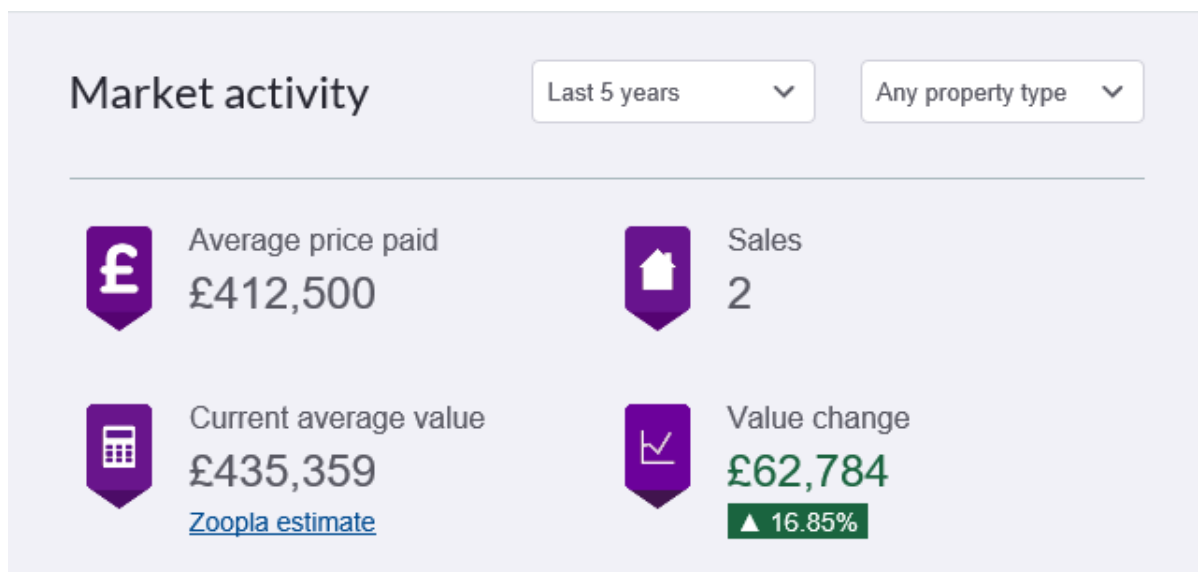 Market activity
Last 5 years
Any property type
£
Average price paid
£412,500
Sales
2
Current average value
£435,359
Zoopla estimate
Value change
£62,784
▲ 16.85%